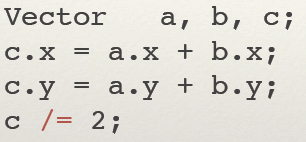 Vector   a, b, c;
c.x = a.x + b.x;
c.y = a.y + b.y;
c /= 2;